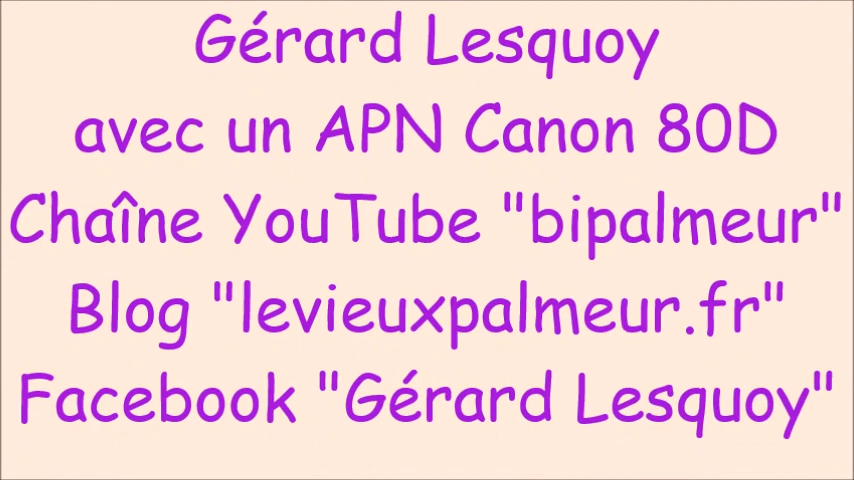 Gérard Lesquoy
avec un APN Canon 80D
Chaîne YouTube "bipalmeur"
Blog "levieuxpalmeur.fr"
Facebook "Gérard Lesquoy"